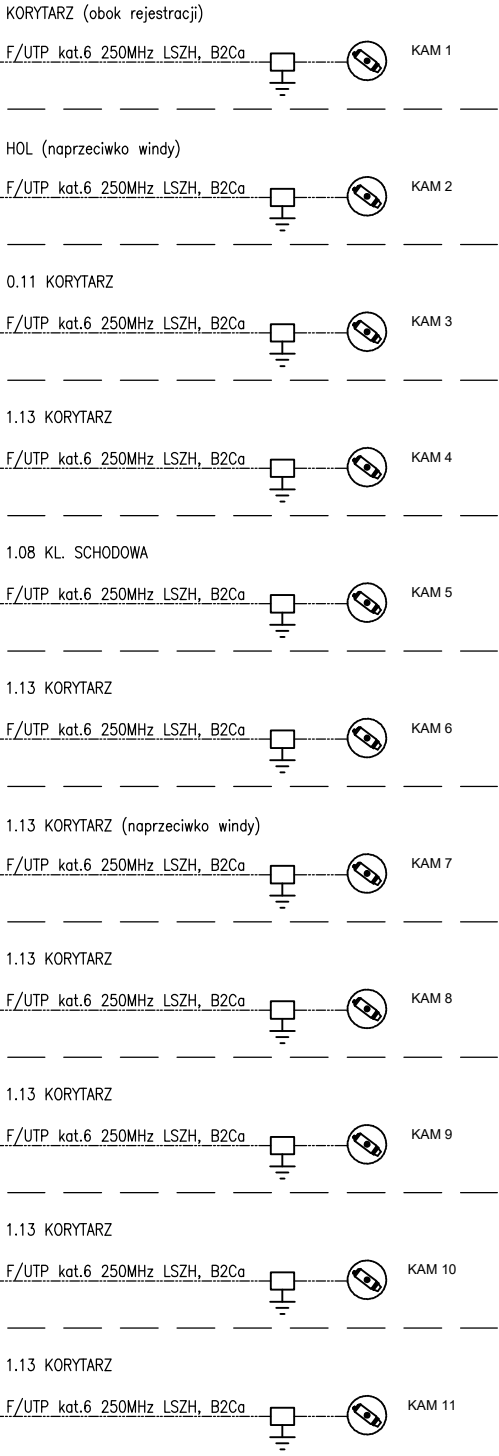 KORYTARZ (obok rejestracji)
F/UTP kat.6 250MHz LSZH, B2Ca
KAM 1
HOL (naprzeciwko windy)
F/UTP kat.6 250MHz LSZH, B2Ca
KAM 2
0.11 KORYTARZ
F/UTP kat.6 250MHz LSZH, B2Ca
KAM 3
1.13 KORYTARZ
F/UTP kat.6 250MHz LSZH, B2Ca
KAM 4
1.08 KL. SCHODOWA
F/UTP kat.6 250MHz LSZH, B2Ca
KAM 5
1.13 KORYTARZ
F/UTP kat.6 250MHz LSZH, B2Ca
KAM 6
1.13 KORYTARZ (naprzeciwko windy)
F/UTP kat.6 250MHz LSZH, B2Ca
KAM 7
1.13 KORYTARZ
F/UTP kat.6 250MHz LSZH, B2Ca
KAM 8
1.13 KORYTARZ
F/UTP kat.6 250MHz LSZH, B2Ca
KAM 9
1.13 KORYTARZ
F/UTP kat.6 250MHz LSZH, B2Ca
KAM 10
1.13 KORYTARZ
F/UTP kat.6 250MHz LSZH, B2Ca
KAM 11